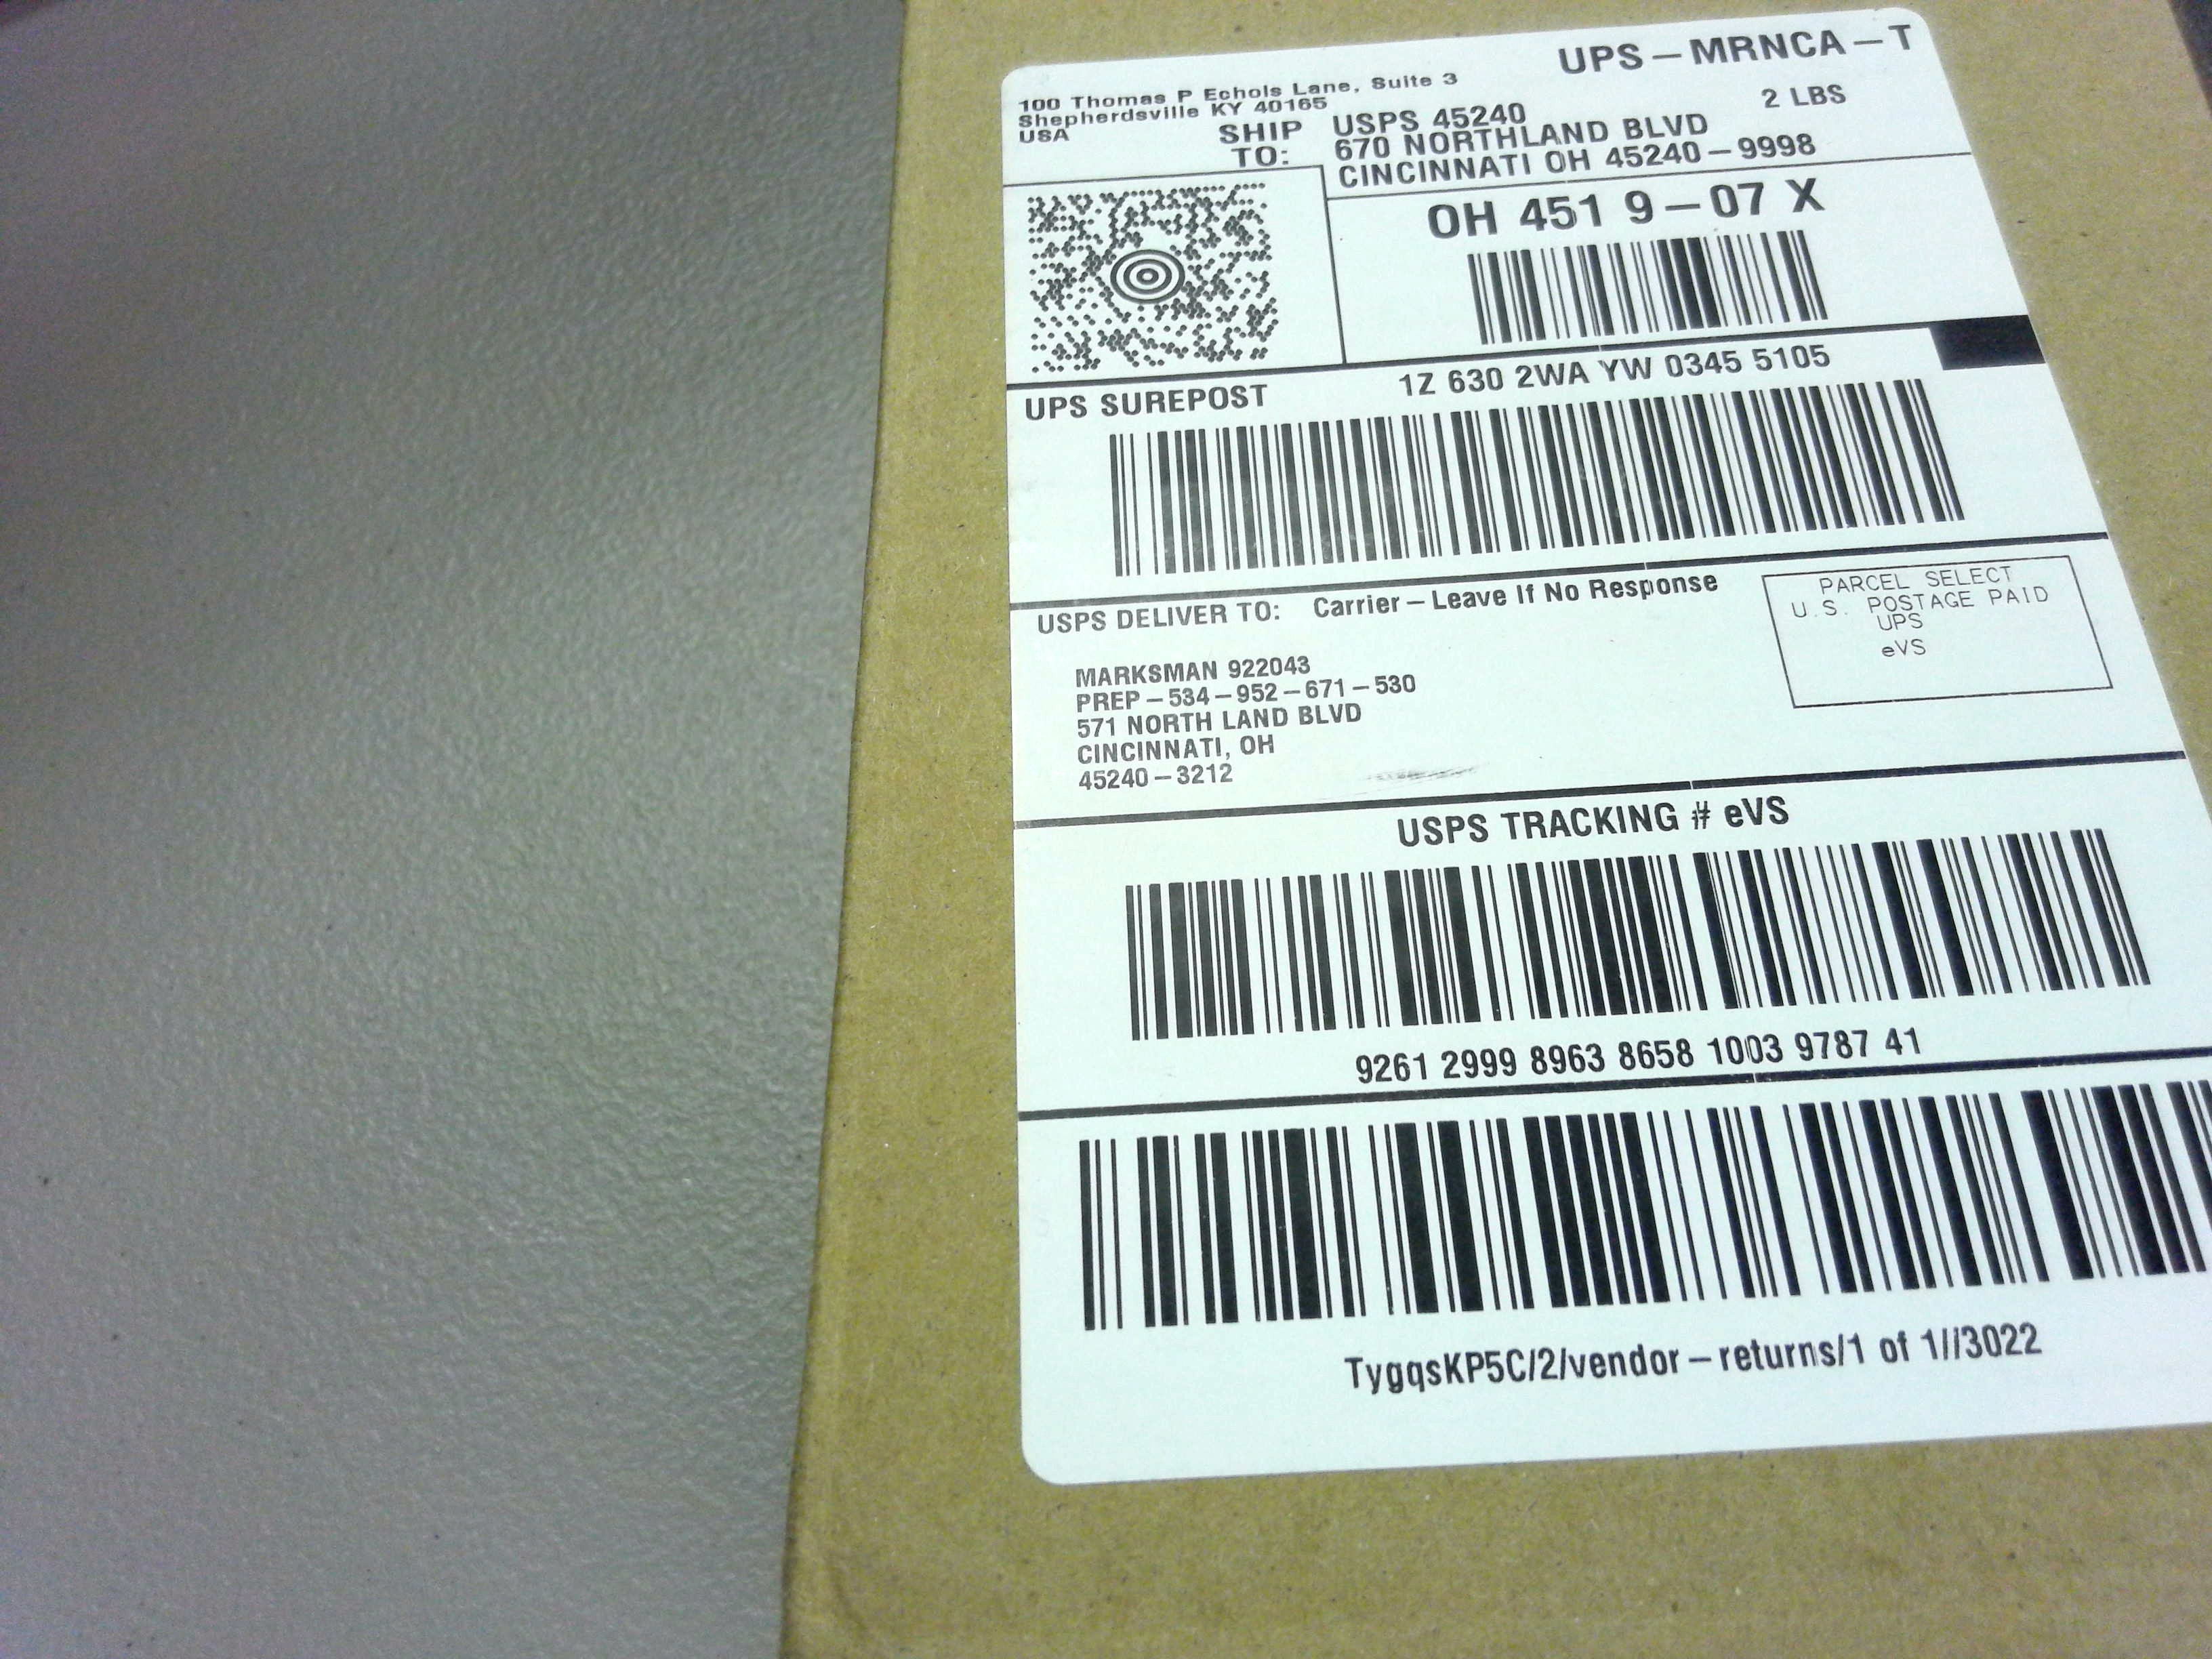 UPS-MRNCA-T
100 Thomas P Echols Lane, Suite 3
Shepherdsville KY 40165
USA
2 LBS
SHIP TO:
USPS 45240
670 NORTHLAND BLVD
CINCINNATI OH 45240-9998
OH 451 9-07 X
UPS SUREPOST
1Z 630 2WA YW 0345 5105
USPS DELIVER TO: Carrier-Leave If No Response
PARCEL SELECT
U.S. POSTAGE PAID
UPS
eVS
MARKSMAN 922043
PREP-534-952-671-530
571 NORTH LAND BLVD
CINCINNATI, OH
45240-3212
USPS TRACKING # eVS
9261 2999 8963 8658 1003 9787 41
TygqsKP5C/2/vendor-returns/1 of 1//3022